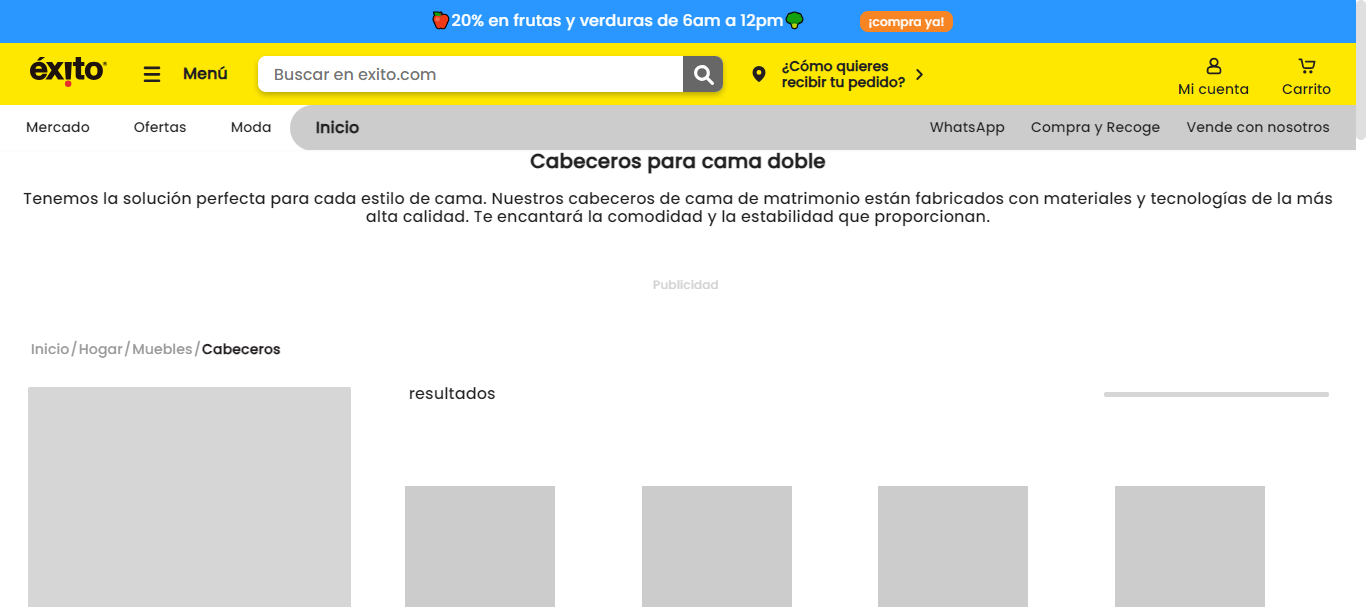 20% en frutas y verduras de 6am a 12pm
¡compra ya!
éxito
Menú
Buscar en exito.com
¿Cómo quieres
recibir tu pedido?
Mi cuenta
Carrito
Mercado
Ofertas
Moda
Inicio
WhatsApp
Compra y Recoge
Vende con nosotros
Cabeceros para cama doble
Tenemos la solución perfecta para cada estilo de cama. Nuestros cabeceros de cama de matrimonio están fabricados con materiales y tecnologías de la más
alta calidad. Te encantará la comodidad y la estabilidad que proporcionan.
Publicidad
Inicio/Hogar/Muebles/Cabeceros
resultados